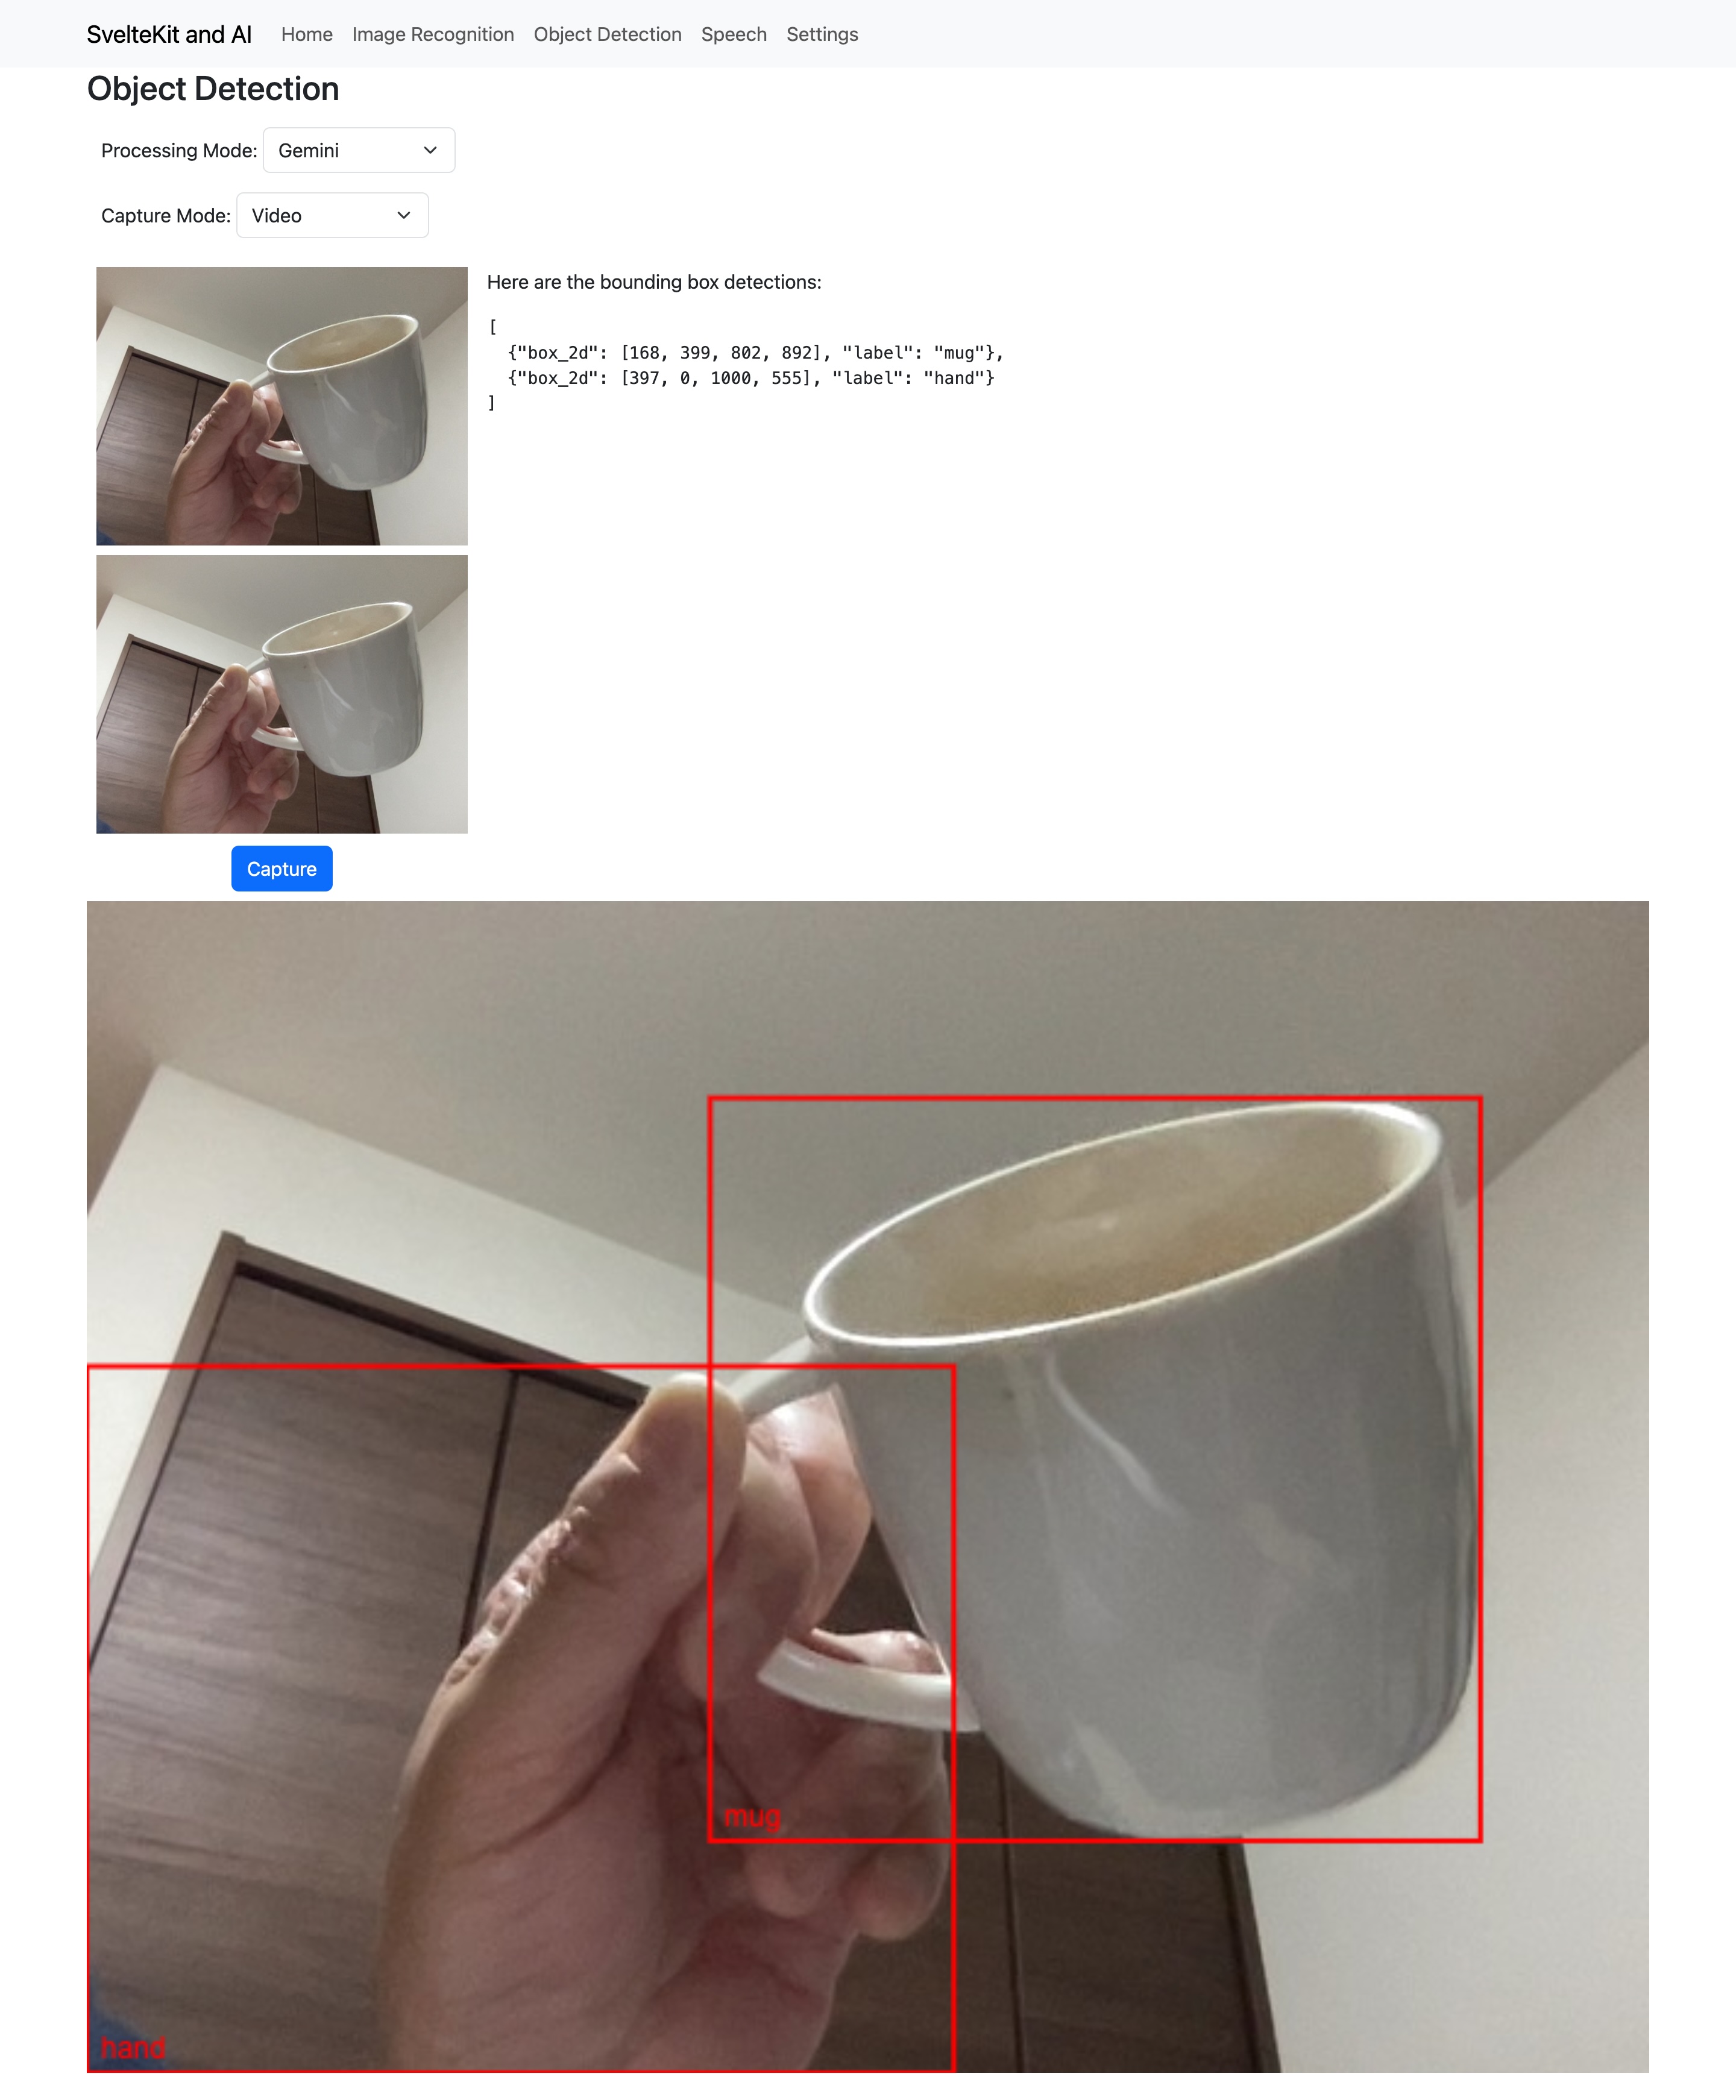 SvelteKit and AI Home Image Recognition Object Detection Speech Settings
Object Detection
Processing Mode: Gemini
Capture Mode: Video
Here are the bounding box detections:
[
  {"box_2d": [168, 399, 802, 892], "label": "mug"},
  {"box_2d": [397, 0, 1000, 555], "label": "hand"}
]
Capture
mug
hand